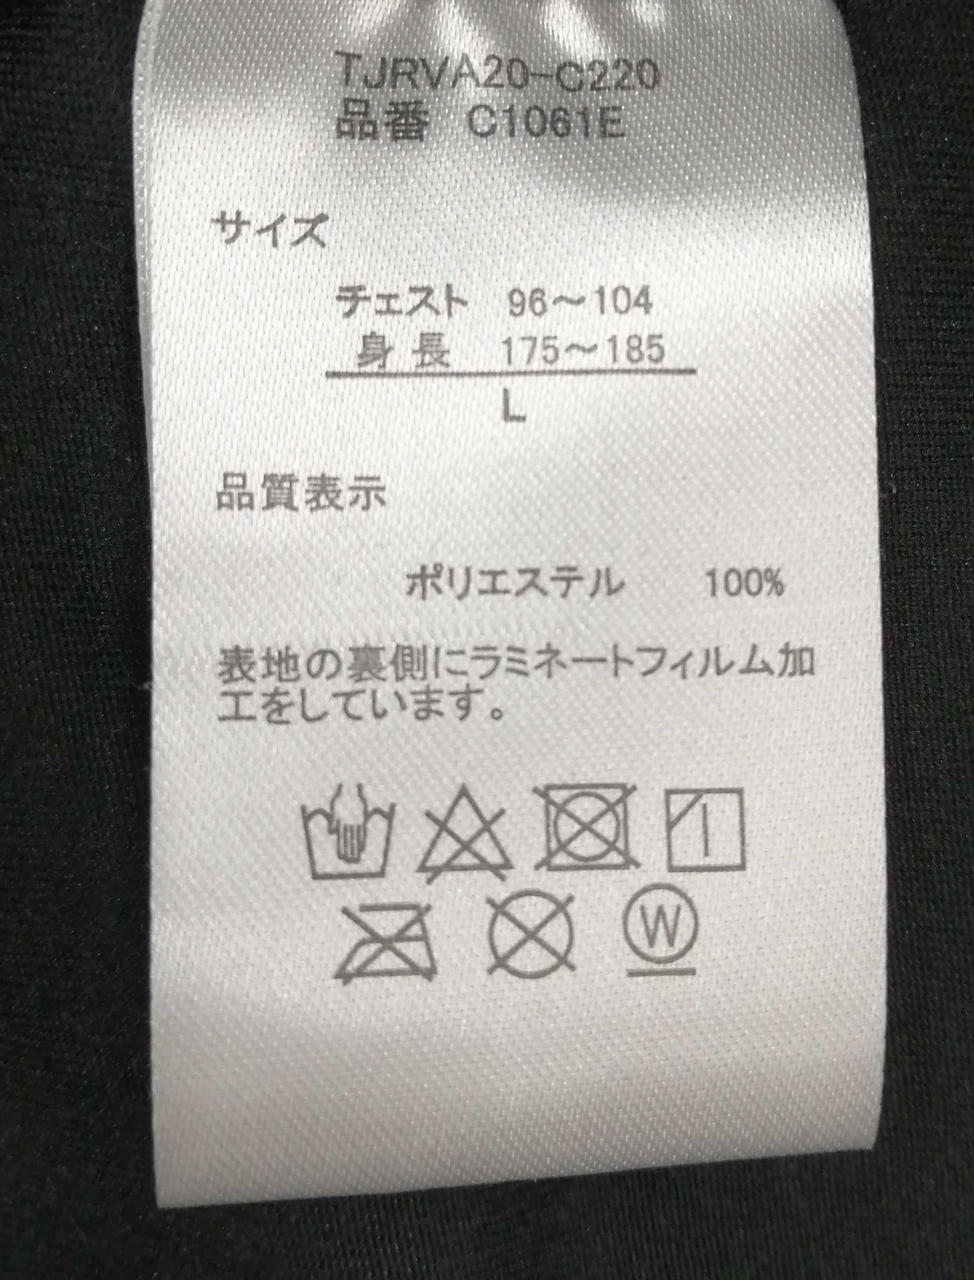 TJRVA20-C220
品番 C1061E
サイズ
チェスト 96〜104
身長 175〜185
L
品質表示
ポリエステル 100%
表地の裏側にラミネートフィルム加
工をしています。
W